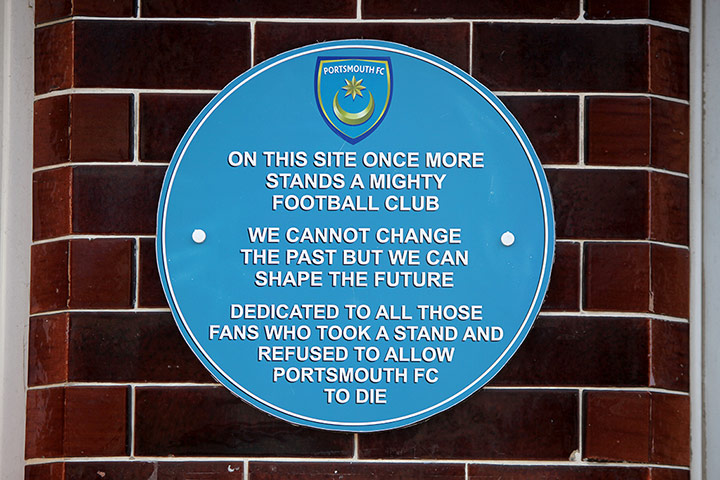 PORTSMOUTH FC
ON THIS SITE ONCE MORE
STANDS A MIGHTY
FOOTBALL CLUB
WE CANNOT CHANGE
THE PAST BUT WE CAN
SHAPE THE FUTURE
DEDICATED TO ALL THOSE
FANS WHO TOOK A STAND AND
REFUSED TO ALLOW
PORTSMOUTH FC
TO DIE